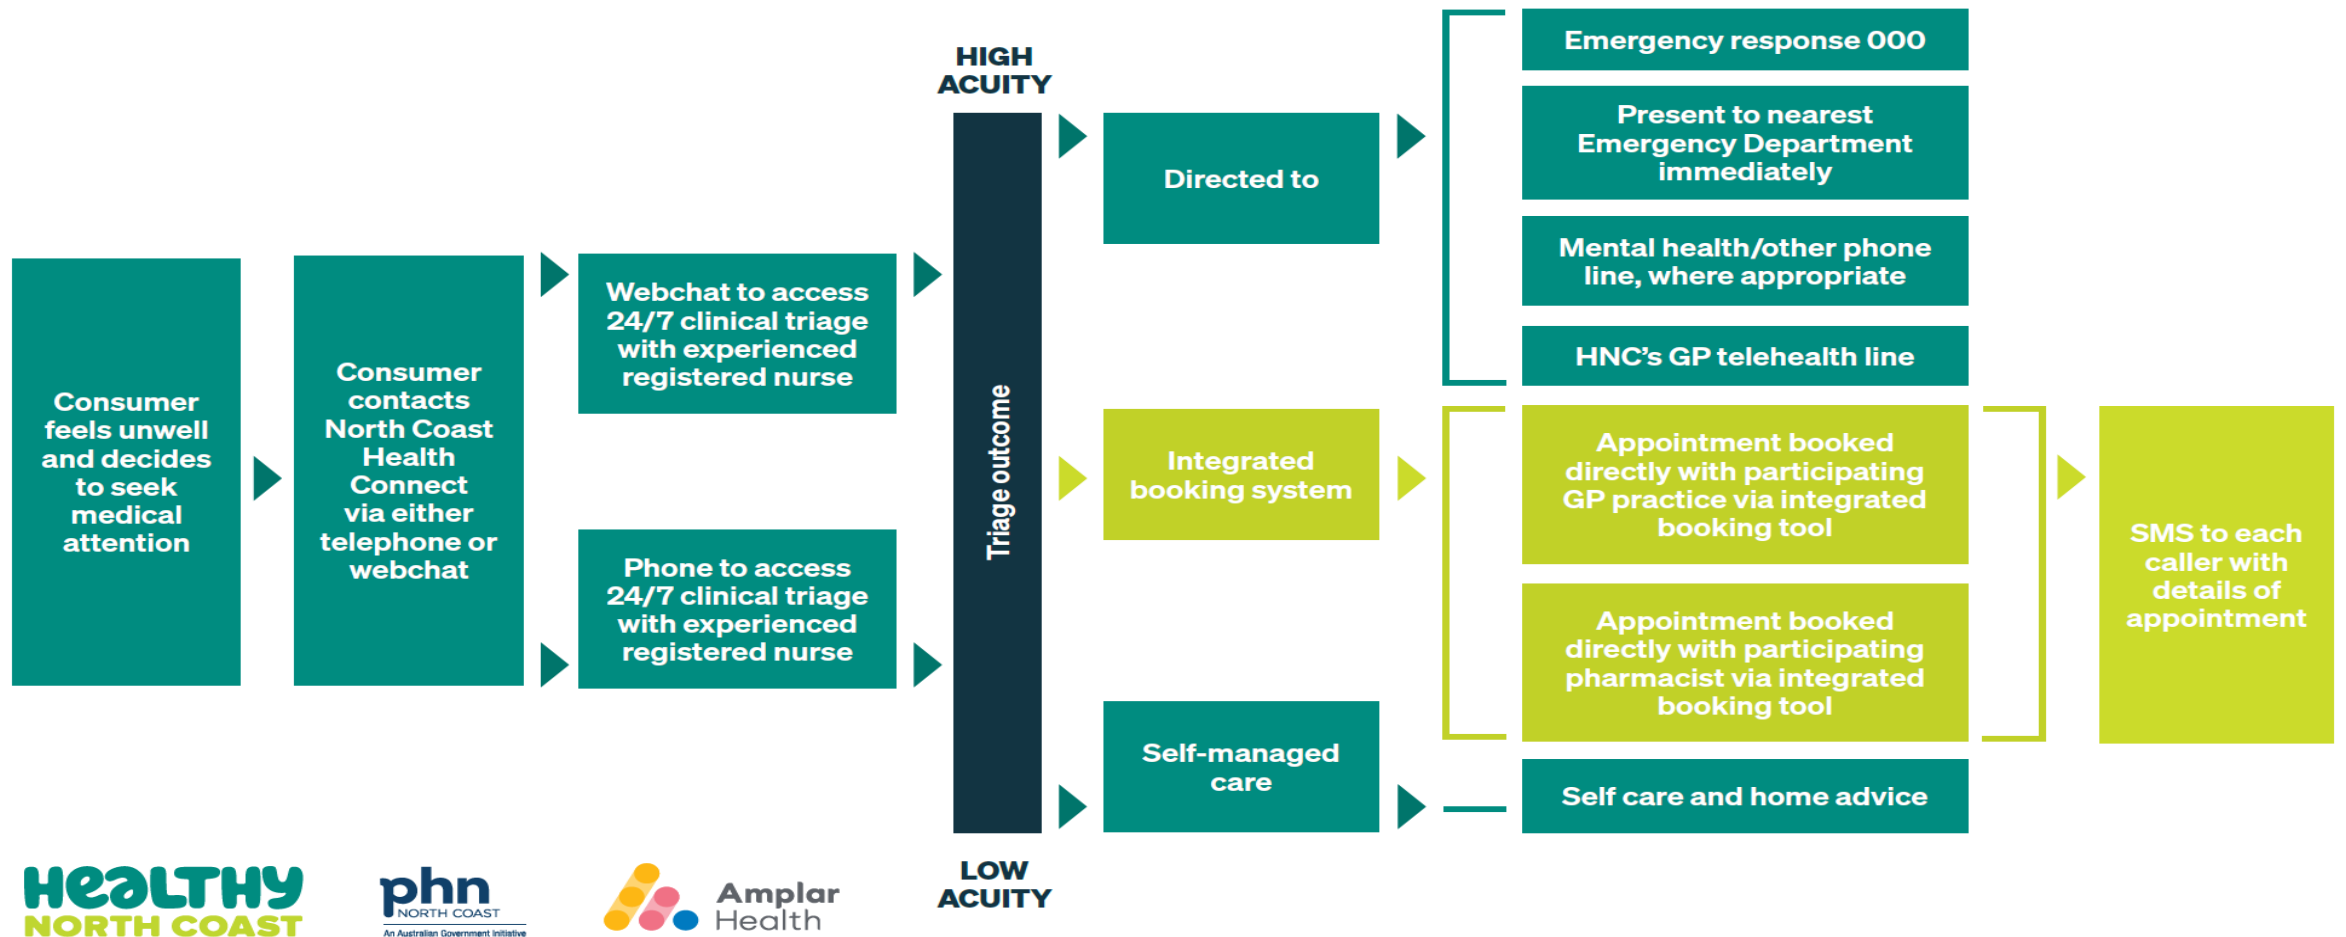 Consumer
feels unwell
and decides
to seek
medical
attention
Consumer
contacts
North Coast
Health
Connect
via either
telephone or
webchat
Webchat to access
24/7 clinical triage
with experienced
registered nurse
Phone to access
24/7 clinical triage
with experienced
registered nurse
HIGH
ACUITY
Triage outcome
LOW
ACUITY
Directed to
Integrated
booking system
Self-managed
care
Emergency response 000
Present to nearest
Emergency Department
immediately
Mental health/other phone
line, where appropriate
HNC’s GP telehealth line
Appointment booked
directly with participating
GP practice via integrated
booking tool
Appointment booked
directly with participating
pharmacist via integrated
booking tool
Self care and home advice
SMS to each
caller with
details of
appointment
HEALTHY
NORTH COAST
phn
NORTH COAST
An Australian Government Initiative
Amplar
Health